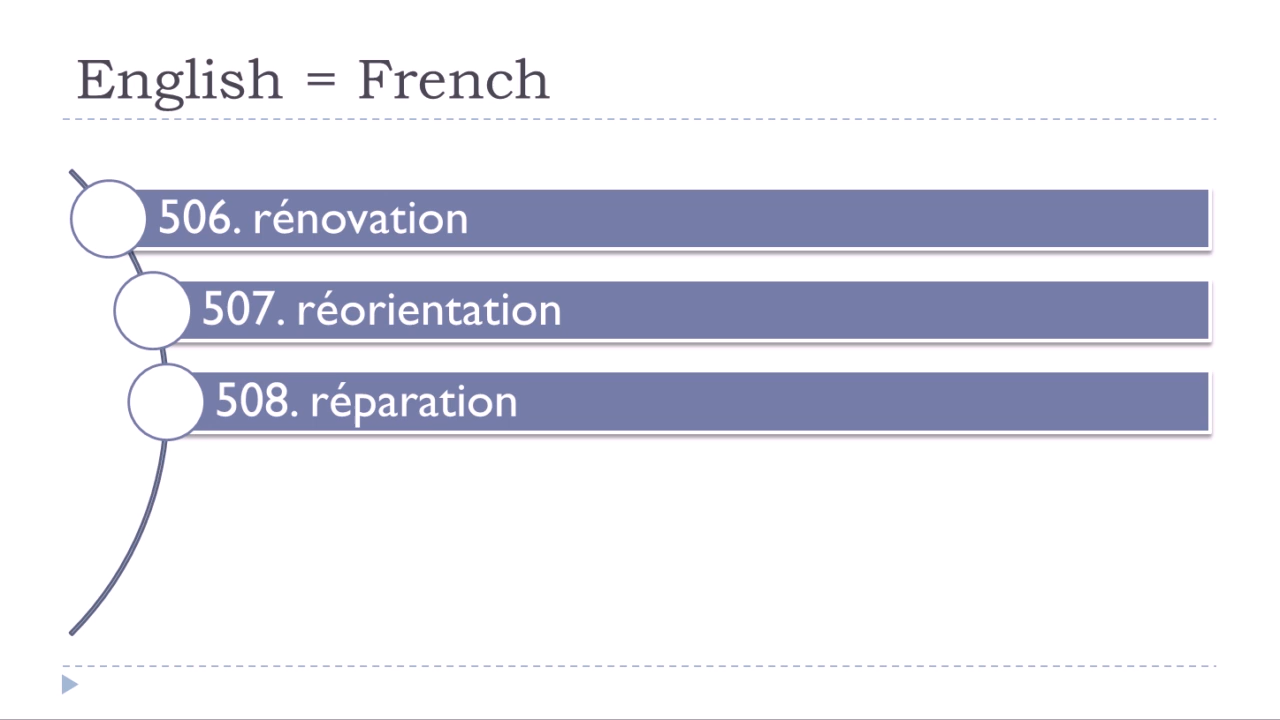 English = French
506. rénovation
507. réorientation
508. réparation